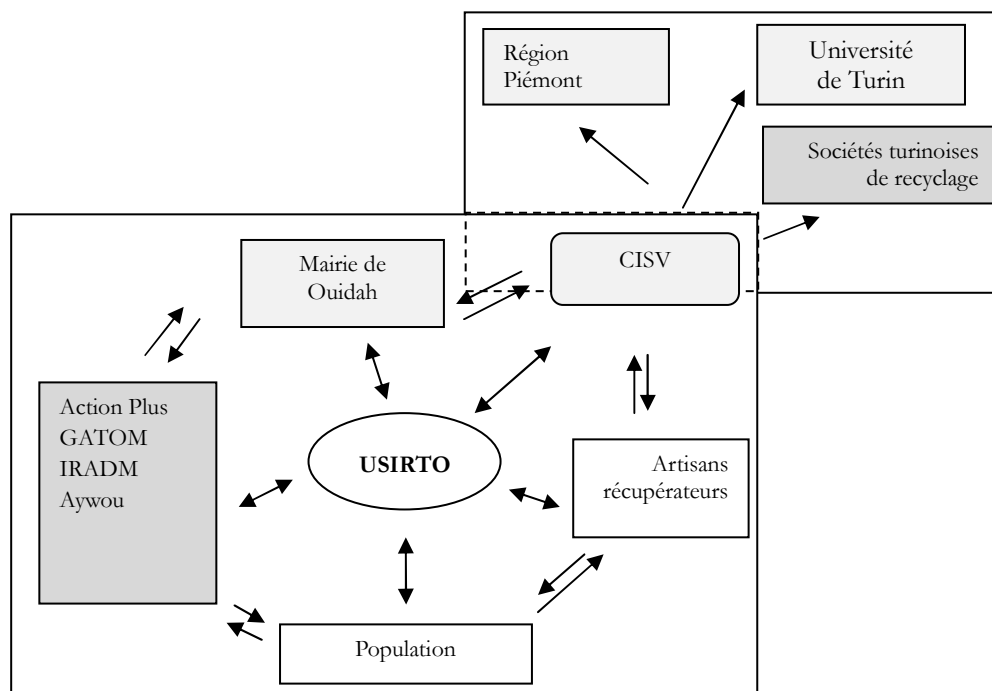 Région
Piémont
Université
de Turin
Sociétés turinoises
de recyclage
Mairie de
Ouidah
CISV
Action Plus
GATOM
IRADM
Aywou
USIRTO
Artisans
récupérateurs
Population